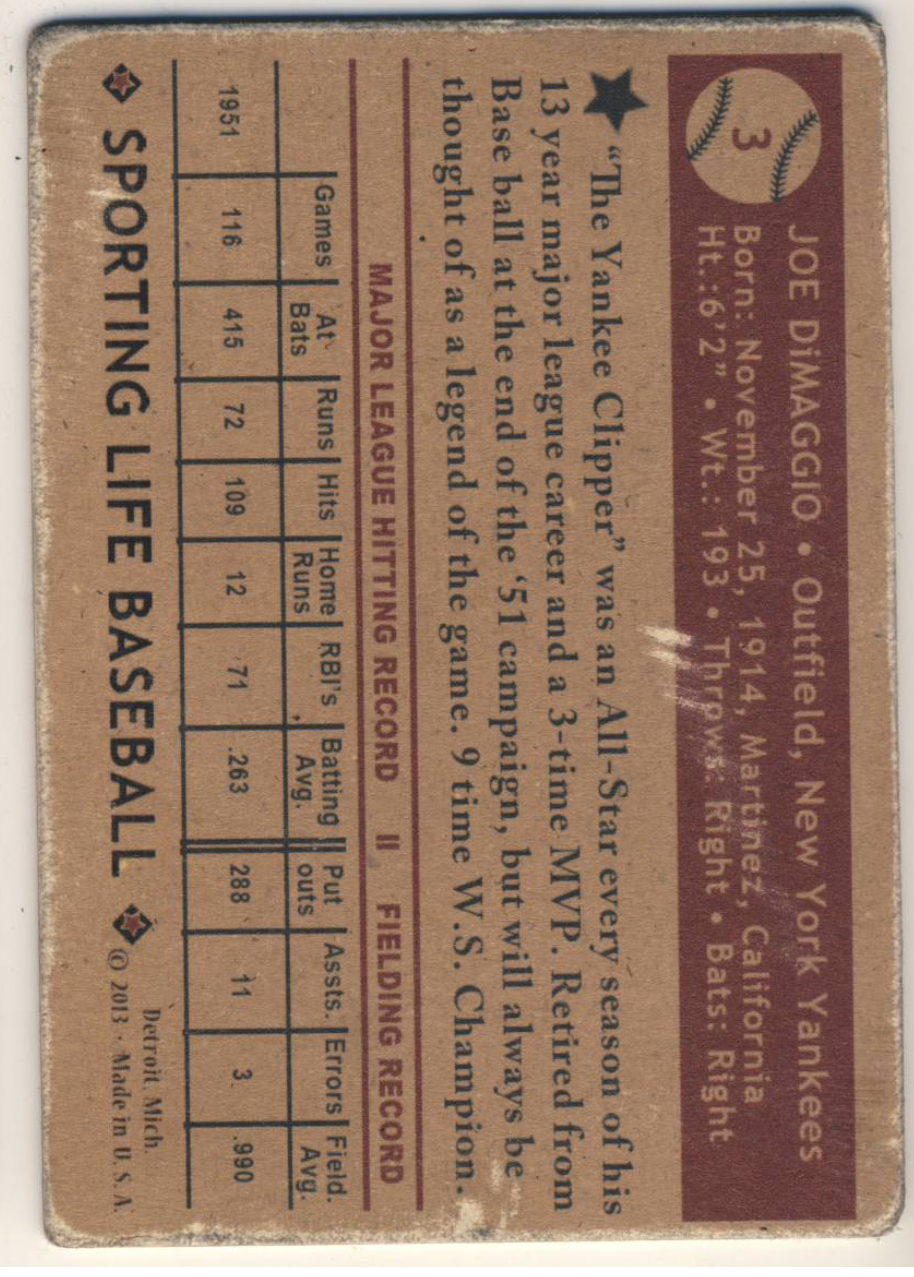 3
JOE DiMAGGIO • Outfield, New York Yankees
Born: November 25, 1914, Martinez, California
Ht.:6'2” • Wt.: 193 • Throws: Right • Bats: Right
“The Yankee Clipper” was an All-Star every season of his
13 year major league career and a 3-time MVP. Retired from
Base ball at the end of the ‘51 campaign, but will always be
thought of as a legend of the game. 9 time W.S. Champion.
MAJOR LEAGUE HITTING RECORD || FIELDING RECORD
Games At Bats Runs Hits Home Runs RBI's Batting Avg. Put outs Assts. Errors Field. Avg.
1951 116 415 72 109 12 71 .263 288 11 3 .990
SPORTING LIFE BASEBALL
Detroit, Mich.
© 2013 · Made in U. S. A.